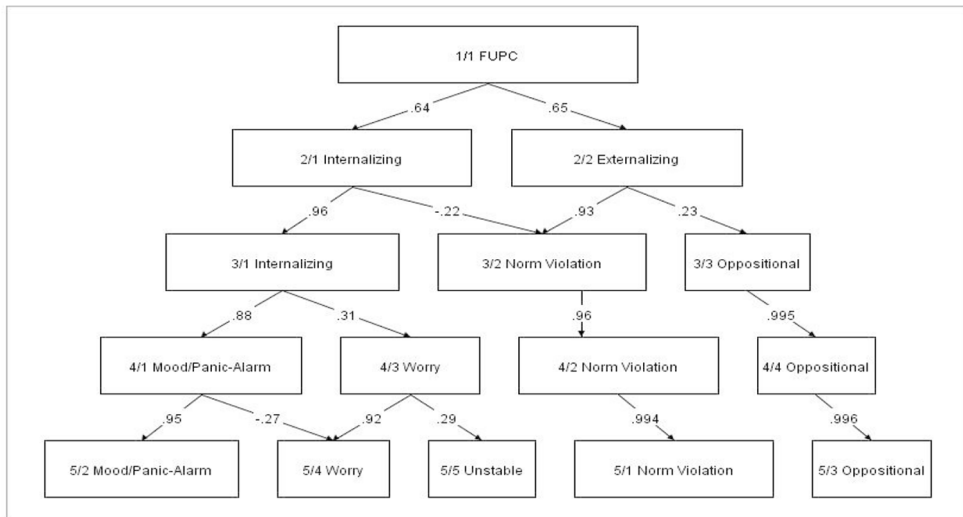 1/1 FUPC
.64
.65
2/1 Internalizing
2/2 Externalizing
.96
-.22
.93
.23
3/1 Internalizing
3/2 Norm Violation
3/3 Oppositional
.88
.31
.96
.995
4/1 Mood/Panic-Alarm
4/3 Worry
4/2 Norm Violation
4/4 Oppositional
.95
-.27
.92
.29
.994
.996
5/2 Mood/Panic-Alarm
5/4 Worry
5/5 Unstable
5/1 Norm Violation
5/3 Oppositional